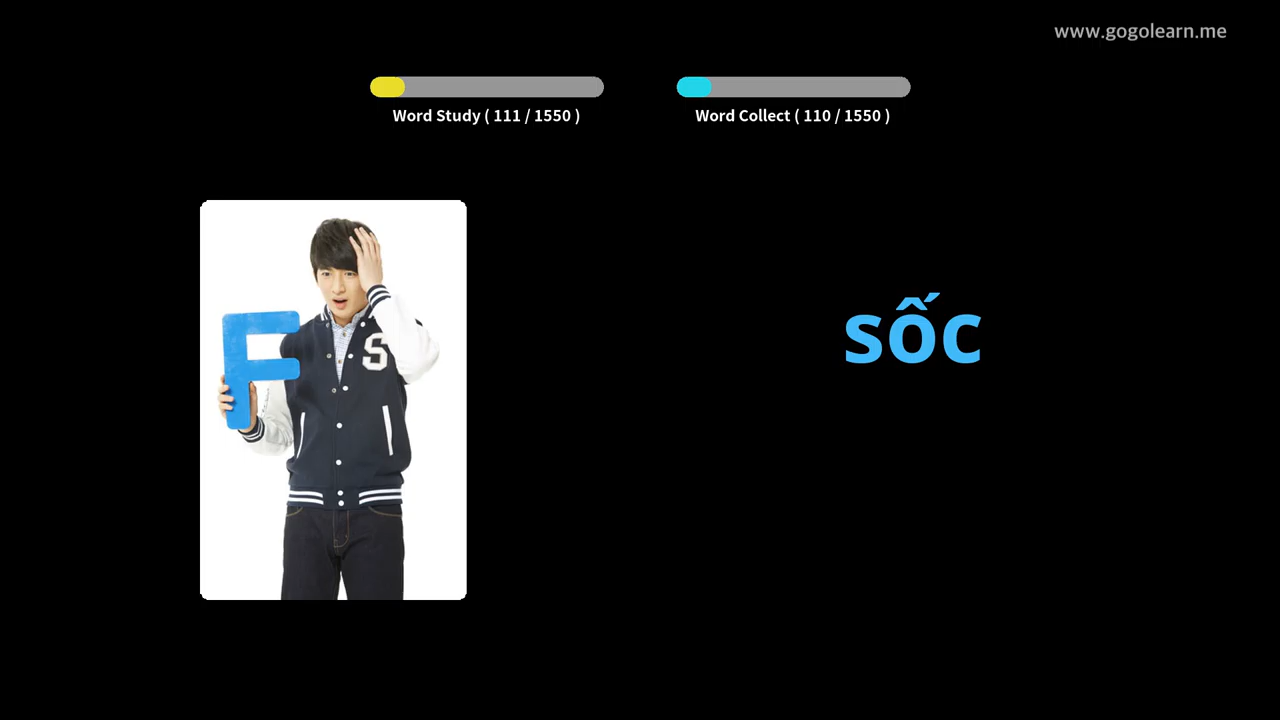 www.gogolearn.me
Word Study ( 111 / 1550 )
Word Collect ( 110 / 1550 )
F
S
sốc